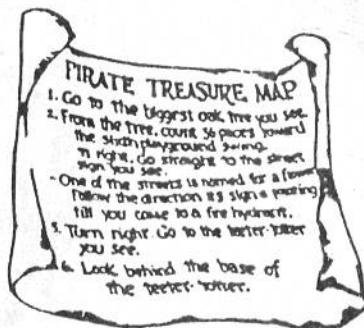 PIRATE TREASURE MAP
1. Go to the biggest oak tree you see.
2. From the tree, count 36 paces toward
the sixth playground swing.
n right. Go straight to the street
sign you see.
- One of the streets is named for a flower
Follow the direction its sign is pointing
till you come to a fire hydrant.
5. Turn right. Go to the teeter-totter
you see.
6. Look behind the base of
the teeter-totter.